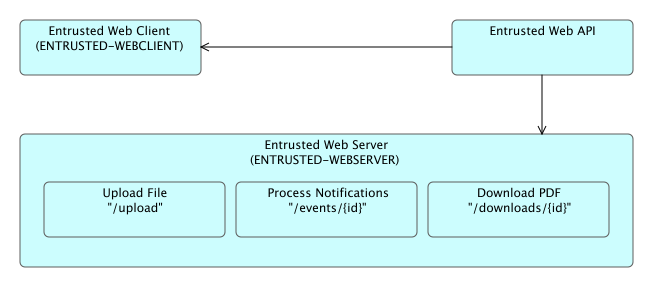 Entrusted Web Client
(ENTRUSTED-WEBCLIENT)
Entrusted Web API
Entrusted Web Server
(ENTRUSTED-WEBSERVER)
Upload File
"/upload"
Process Notifications
"/events/{id}"
Download PDF
"/downloads/{id}"